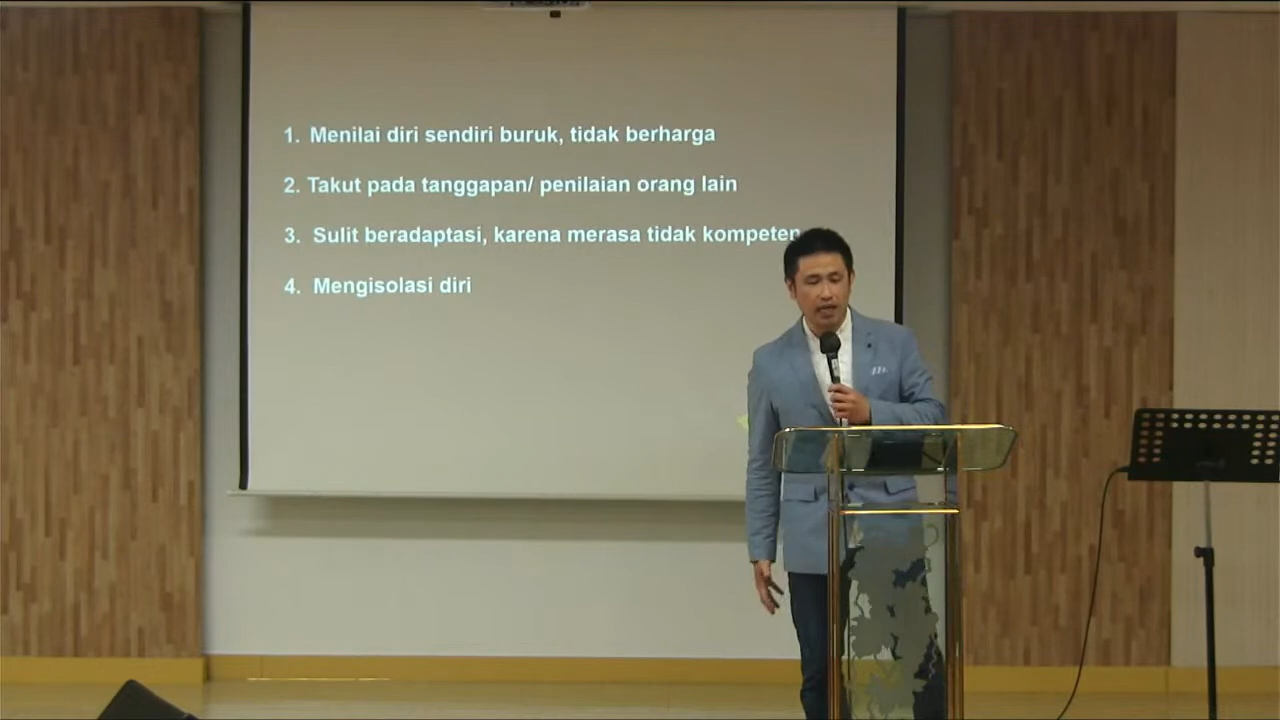 1. Menilai diri sendiri buruk, tidak berharga
2. Takut pada tanggapan/ penilaian orang lain
3. Sulit beradaptasi, karena merasa tidak kompeten
4. Mengisolasi diri